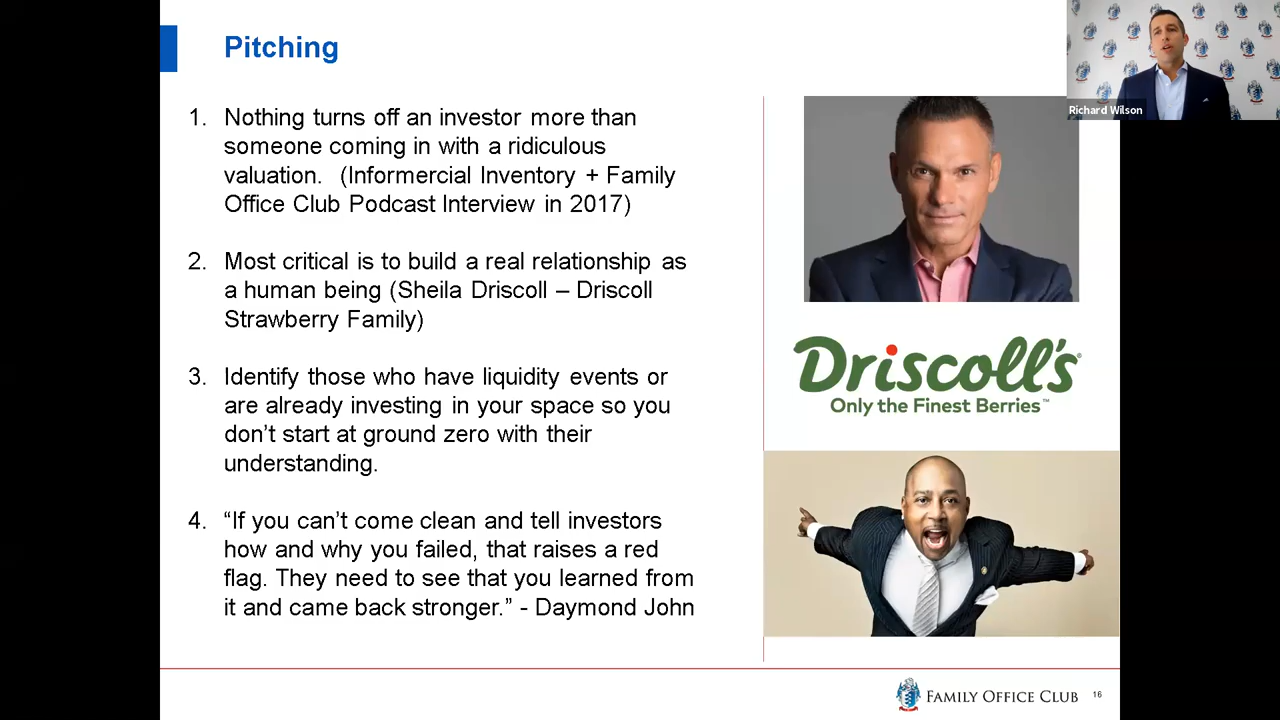 Pitching
Richard Wilson
1. Nothing turns off an investor more than
someone coming in with a ridiculous
valuation. (Informercial Inventory + Family
Office Club Podcast Interview in 2017)
2. Most critical is to build a real relationship as
a human being (Sheila Driscoll – Driscoll
Strawberry Family)
3. Identify those who have liquidity events or
are already investing in your space so you
don’t start at ground zero with their
understanding.
4. “If you can’t come clean and tell investors
how and why you failed, that raises a red
flag. They need to see that you learned from
it and came back stronger.” - Daymond John
Driscoll's®
Only the Finest Berries™
FAMILY OFFICE CLUB
16